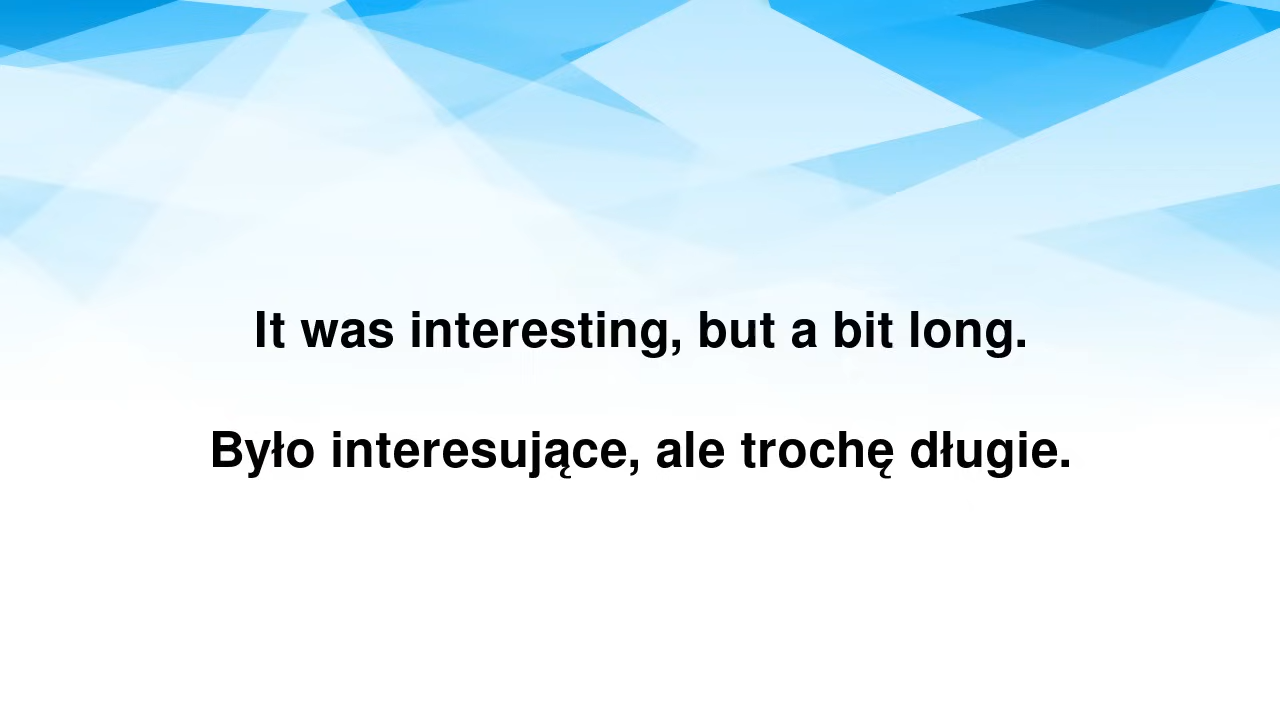 It was interesting, but a bit long.
Było interesujące, ale trochę długie.